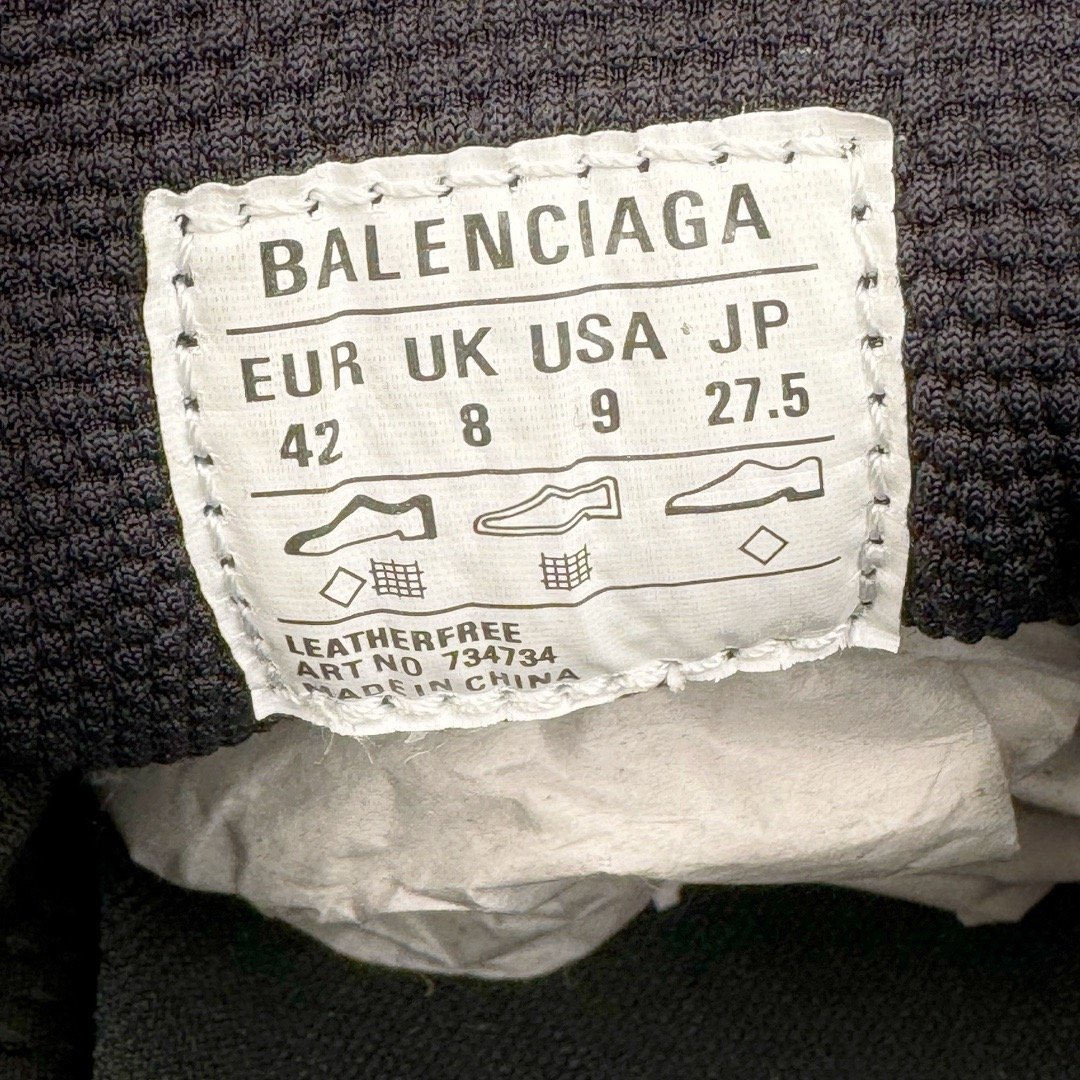 BALENCIAGA
EUR UK USA JP
42 8 9 27.5
LEATHERFREE
ART NO 734734
MADE IN CHINA